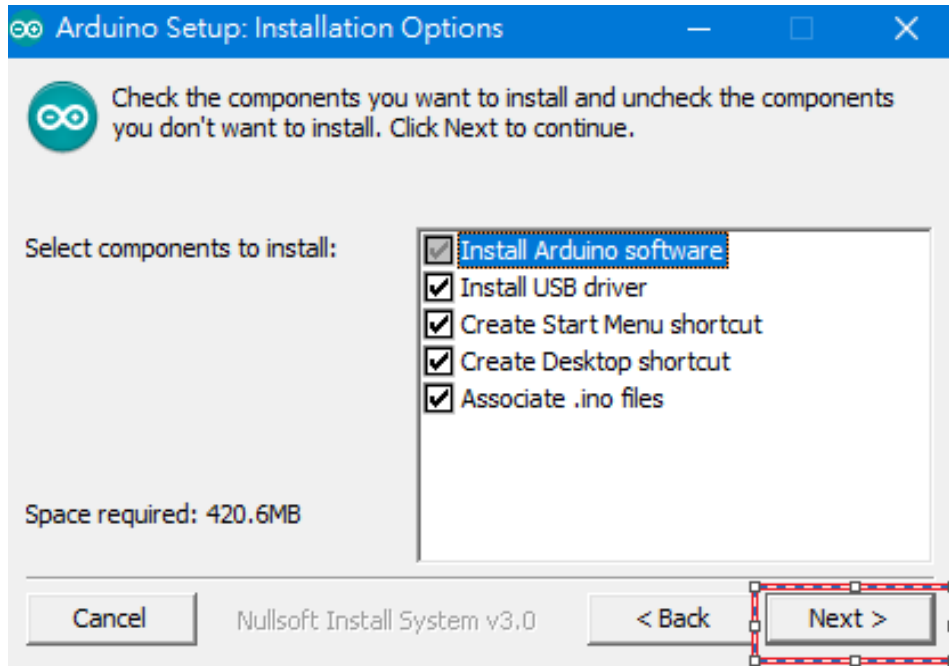 Arduino Setup: Installation Options
Check the components you want to install and uncheck the components
you don't want to install. Click Next to continue.
Select components to install:
Install Arduino software
Install USB driver
Create Start Menu shortcut
Create Desktop shortcut
Associate .ino files
Space required: 420.6MB
Cancel
Nullsoft Install System v3.0
< Back
Next >